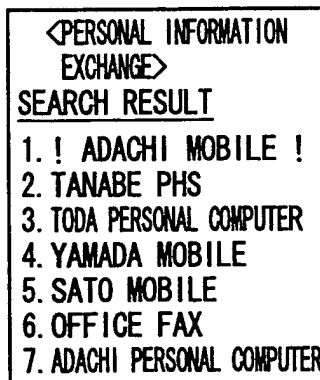 <PERSONAL INFORMATION
EXCHANGE>
SEARCH RESULT
1. ! ADACHI MOBILE !
2. TANABE PHS
3. TODA PERSONAL COMPUTER
4. YAMADA MOBILE
5. SATO MOBILE
6. OFFICE FAX
7. ADACHI PERSONAL COMPUTER